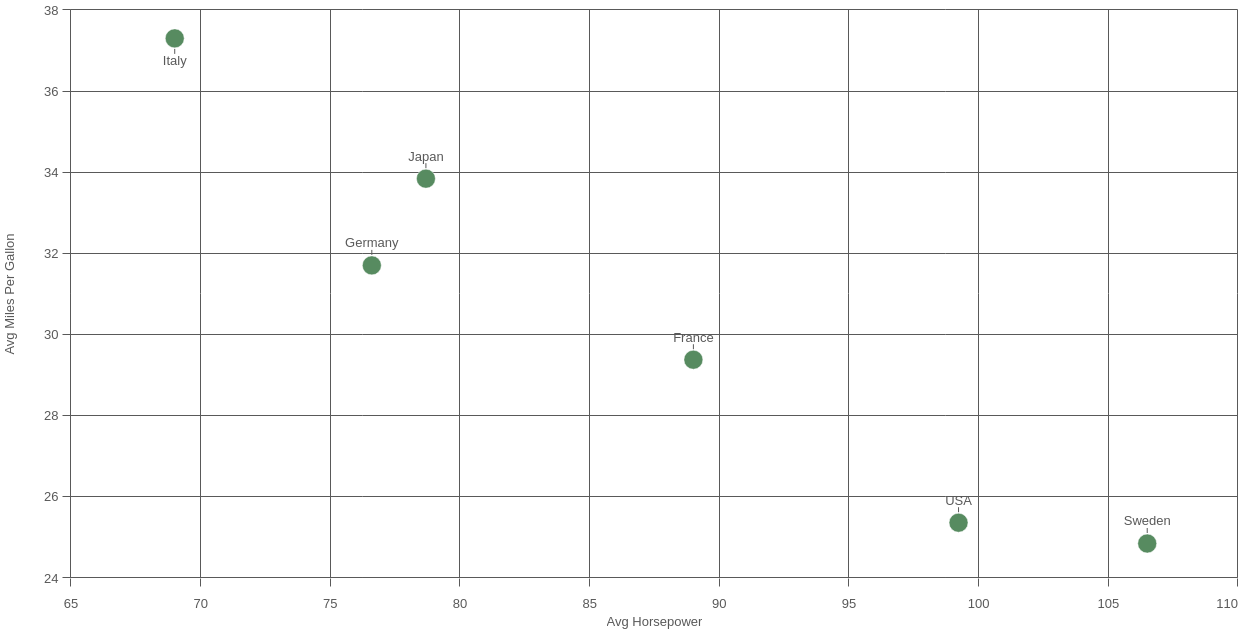 38
Italy
36
Japan
34
Germany
32
Avg Miles Per Gallon
30
France
28
26
USA
Sweden
24
65 70 75 80 85 90 95 100 105 110
Avg Horsepower